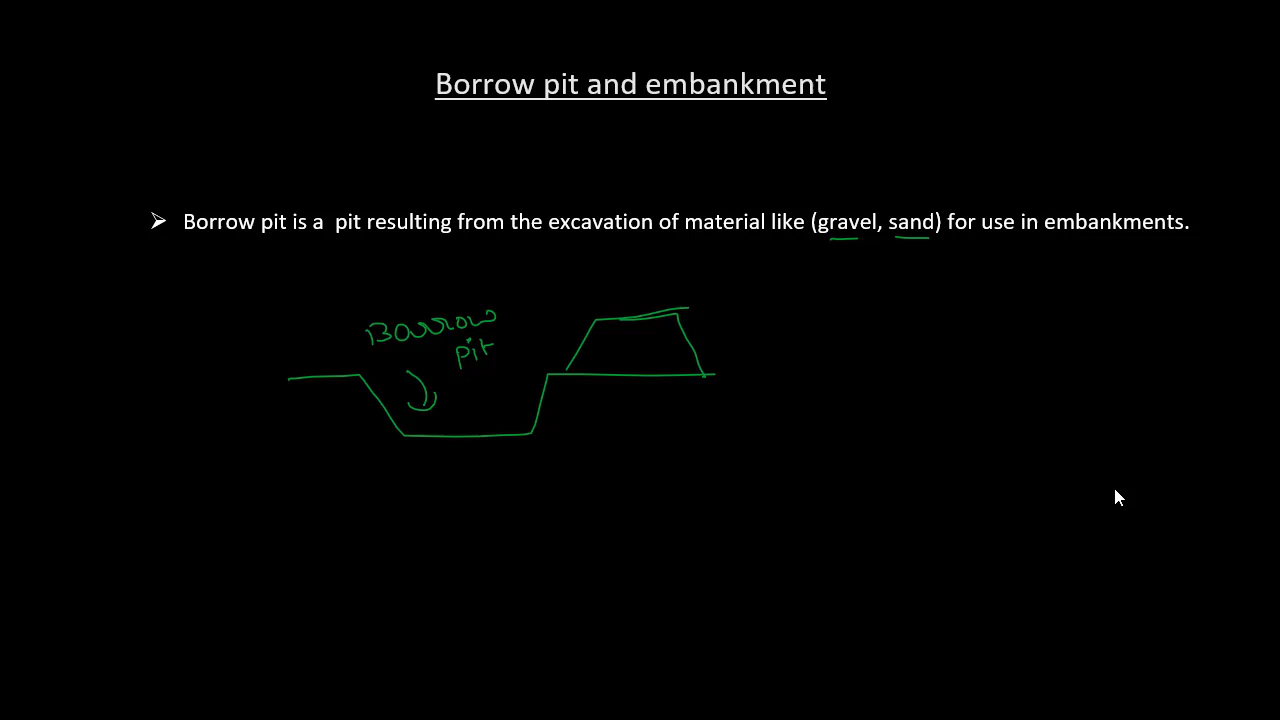 Borrow pit and embankment
➢ Borrow pit is a pit resulting from the excavation of material like (gravel, sand) for use in embankments.
Borrow
pit